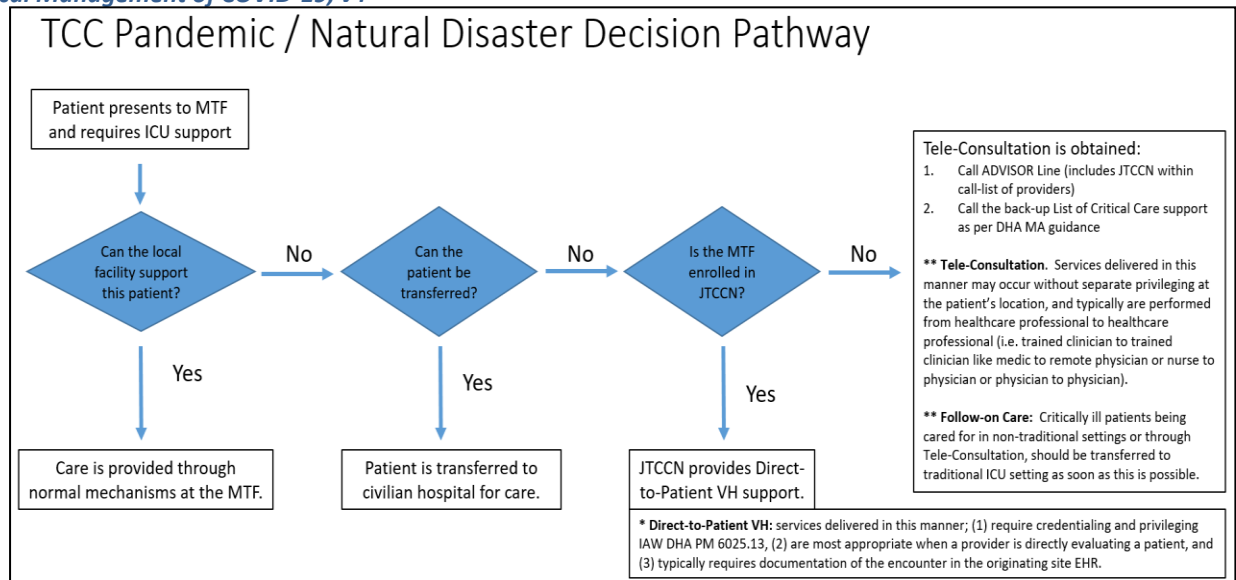 Management of COVID-19, v4
TCC Pandemic / Natural Disaster Decision Pathway
Patient presents to MTF
and requires ICU support
Can the local
facility support
this patient?
No
Can the
patient be
transferred?
No
Is the MTF
enrolled in
JTCCN?
No
Yes
Yes
Yes
Care is provided through
normal mechanisms at the MTF.
Patient is transferred to
civilian hospital for care.
JTCCN provides Direct-
to-Patient VH support.
* Direct-to-Patient VH: services delivered in this manner; (1) require credentialing and privileging
IAW DHA PM 6025.13, (2) are most appropriate when a provider is directly evaluating a patient, and
(3) typically requires documentation of the encounter in the originating site EHR.
Tele-Consultation is obtained:
1. Call ADVISOR Line (includes JTCCN within
call-list of providers)
2. Call the back-up List of Critical Care support
as per DHA MA guidance
** Tele-Consultation. Services delivered in this
manner may occur without separate privileging at
the patient's location, and typically are performed
from healthcare professional to healthcare
professional (i.e. trained clinician to trained
clinician like medic to remote physician or nurse to
physician or physician to physician).
** Follow-on Care: Critically ill patients being
cared for in non-traditional settings or through
Tele-Consultation, should be transferred to
traditional ICU setting as soon as this is possible.